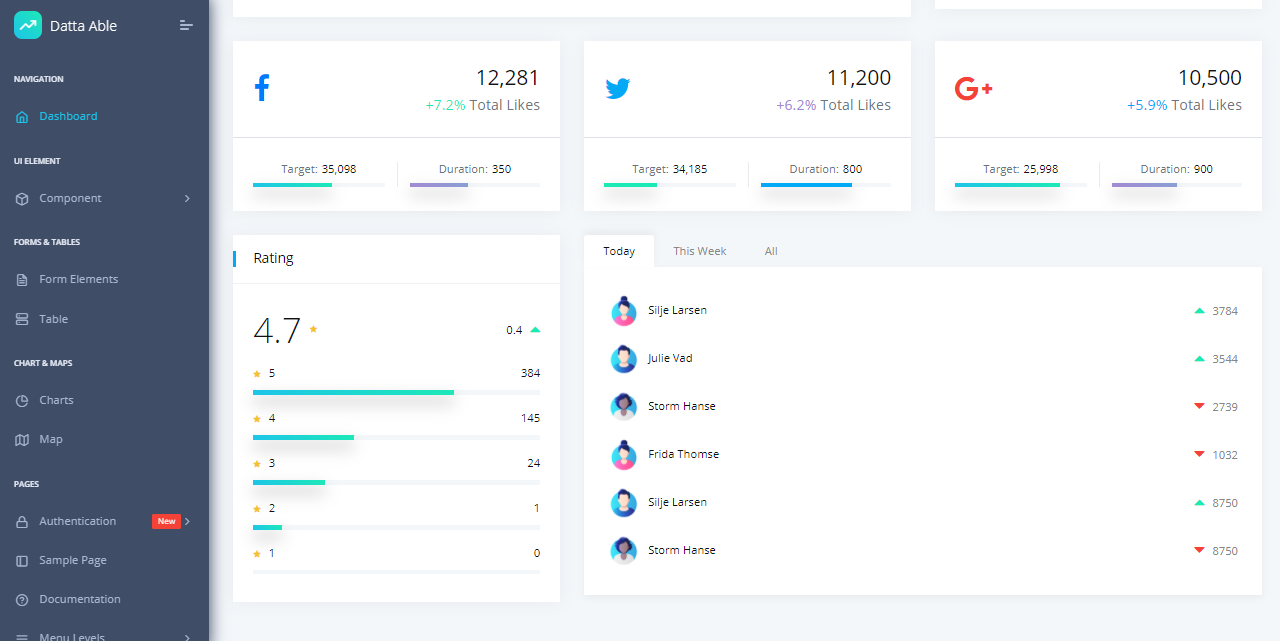 Datta Able
NAVIGATION
Dashboard
UI ELEMENT
Component
FORMS & TABLES
Form Elements
Table
CHART & MAPS
Charts
Map
PAGES
Authentication New
Sample Page
Documentation
Menu Levels
12,281
+7.2% Total Likes
Target: 35,098 Duration: 350
11,200
+6.2% Total Likes
Target: 34,185 Duration: 800
10,500
+5.9% Total Likes
Target: 25,998 Duration: 900
Rating
4.7 0.4
5 384
4 145
3 24
2 1
1 0
Today This Week All
Silje Larsen 3784
Julie Vad 3544
Storm Hanse 2739
Frida Thomse 1032
Silje Larsen 8750
Storm Hanse 8750